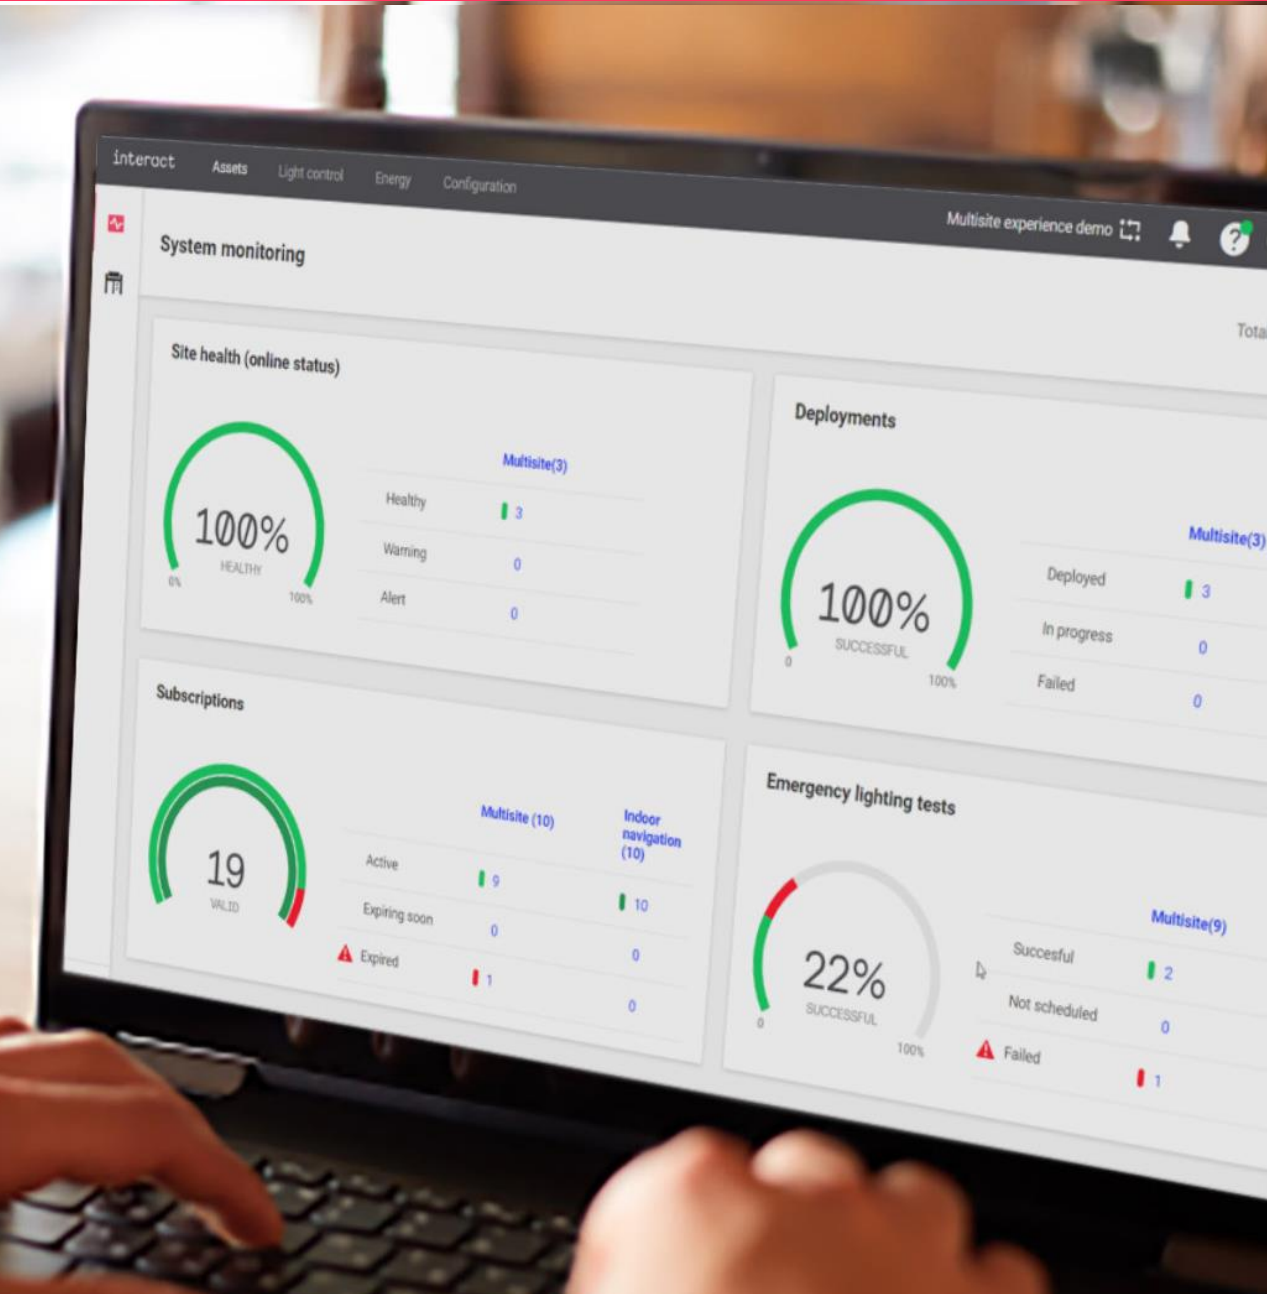 interact Assets Light control Energy Configuration
Multisite experience demo
System monitoring
Site health (online status)
100%
HEALTHY
0%
100%
Multisite(3)
Healthy 3
Warning 0
Alert 0
Deployments
100%
SUCCESSFUL
0
100%
Multisite(3)
Deployed 3
In progress 0
Failed 0
Subscriptions
19
VALID
Multisite (10)
Indoor
navigation
(10)
Active 9 10
Expiring soon 0 0
Expired 1 0
Emergency lighting tests
22%
SUCCESSFUL
0
100%
Multisite(9)
Succesful 2
Not scheduled 0
Failed 1